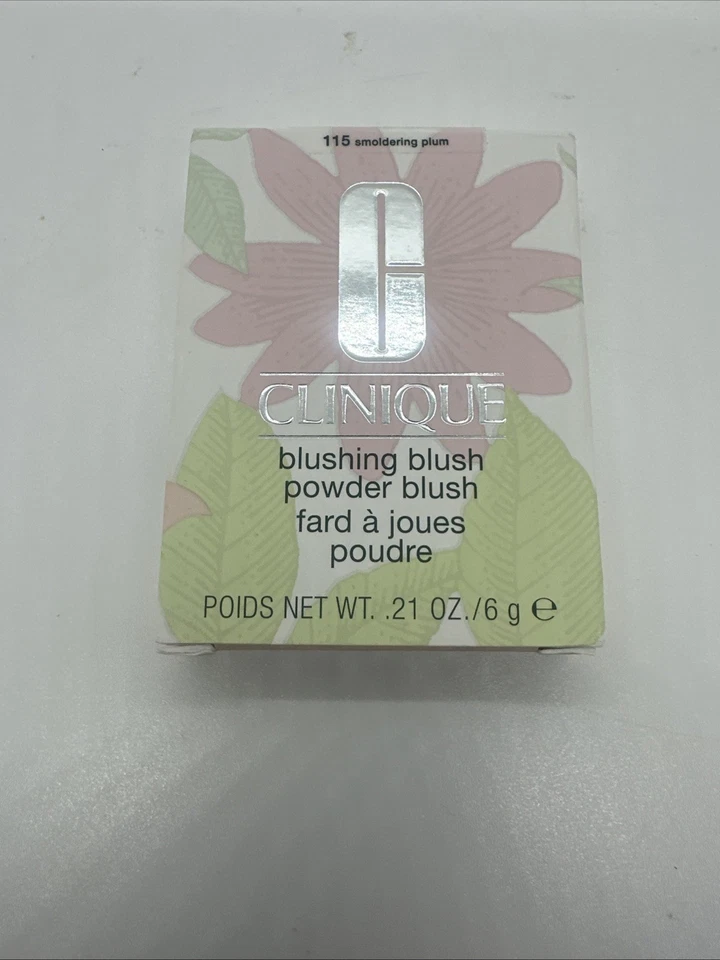 115 smoldering plum
C
CLINIQUE
blushing blush
powder blush
fard à joues
poudre
POIDS NET WT. .21 OZ./6 g ℮